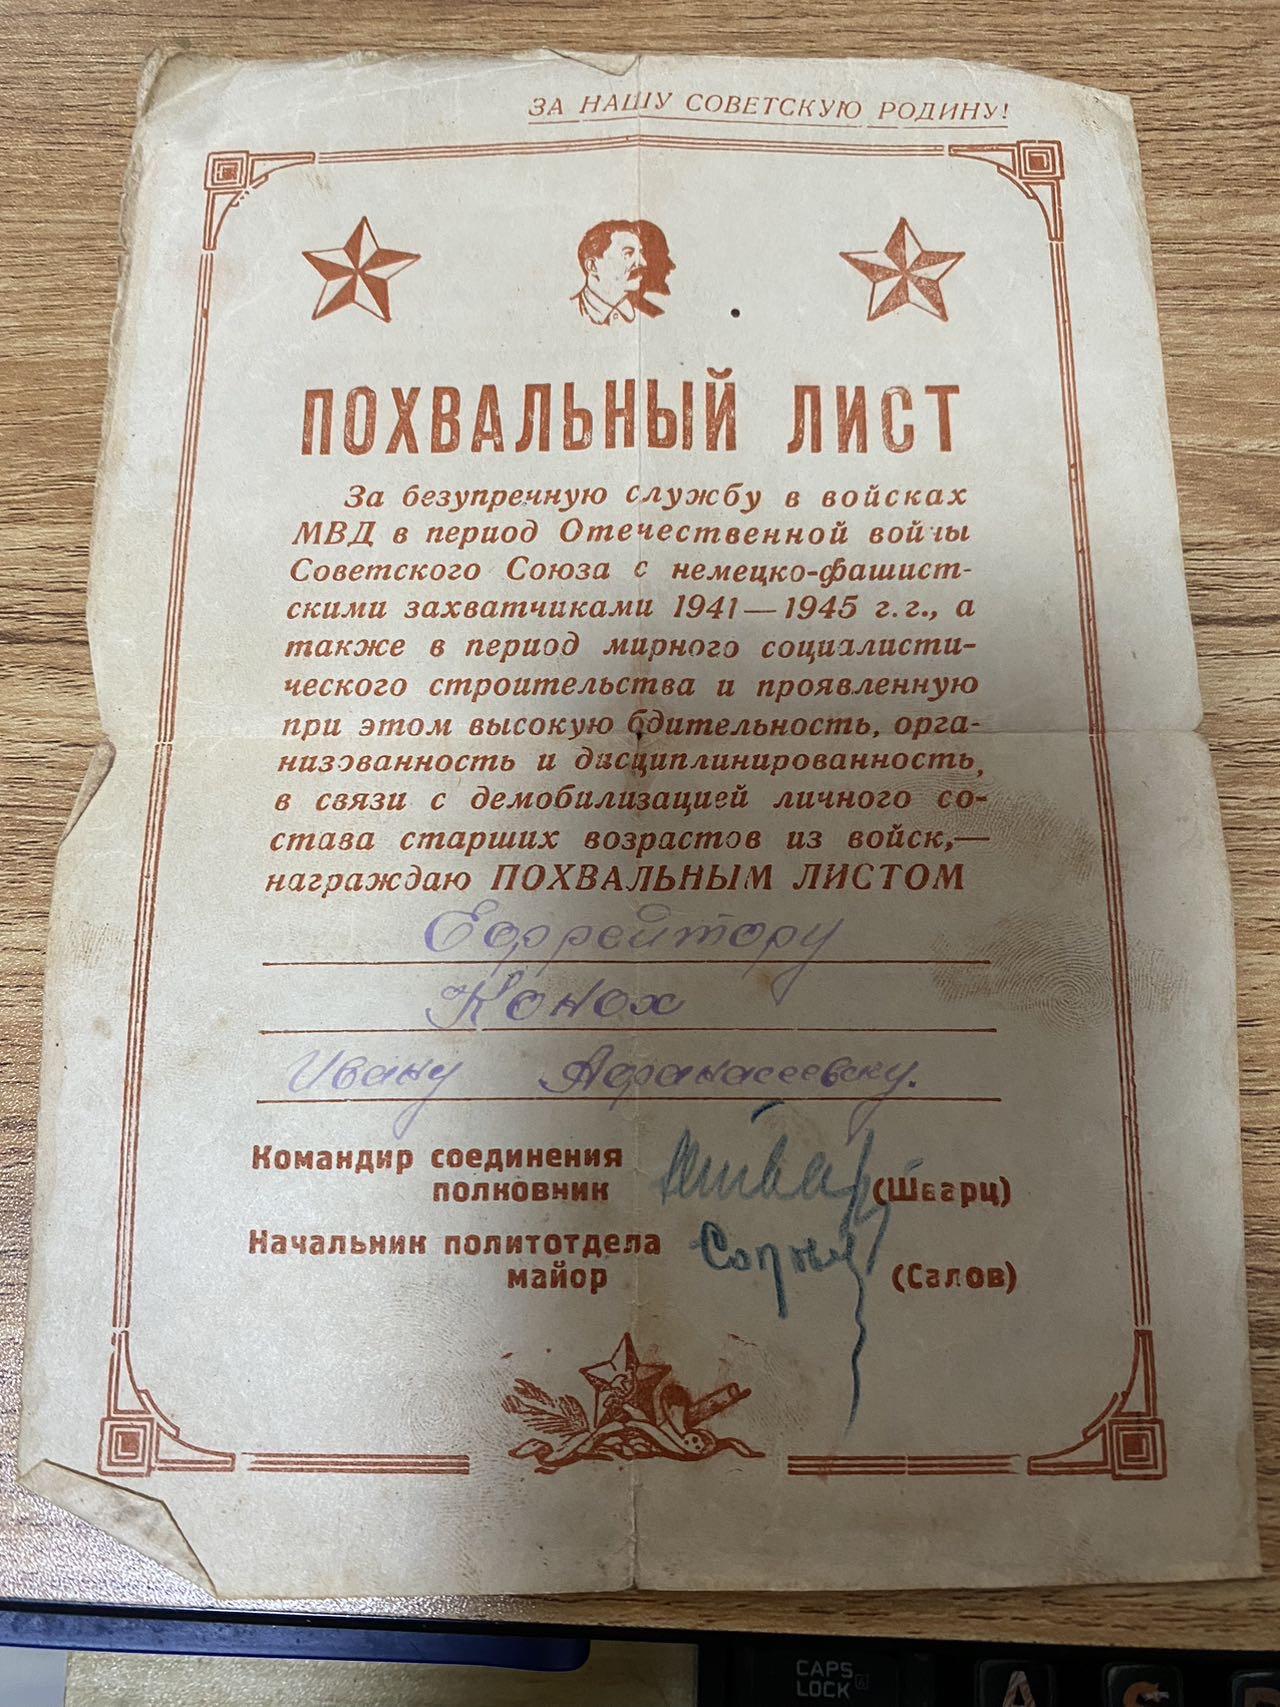 ЗА НАШУ СОВЕТСКУЮ РОДИНУ!
ПОХВАЛЬНЫЙ ЛИСТ
За безупречную службу в войсках
МВД в период Отечественной войны
Советского Союза с немецко-фашист-
скими захватчиками 1941—1945 г.г., а
также в период мирного социалисти-
ческого строительства и проявленную
при этом высокую бдительность, орга-
низованность и дисциплинированность,
в связи с демобилизацией личного со-
става старших возрастов из войск,—
награждаю ПОХВАЛЬНЫМ ЛИСТОМ
Ефрейтору
Конох
Ивану Афанасеевску.
Командир соединения
полковник (Шварц)
Начальник политотдела
майор (Салов)
CAPS
LOCK
A